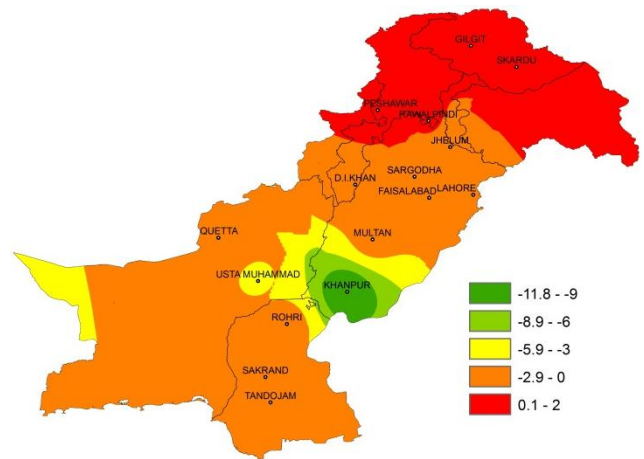 GILGIT
SKARDU
PESHAWAR
RAWALPINDI
JHELUM
SARGODHA
D.I.KHAN
FAISALABAD
LAHORE
QUETTA
MULTAN
USTA MUHAMMAD
KHANPUR
ROHRI
SAKRAND
TANDOJAM
-11.8 - -9
-8.9 - -6
-5.9 - -3
-2.9 - 0
0.1 - 2